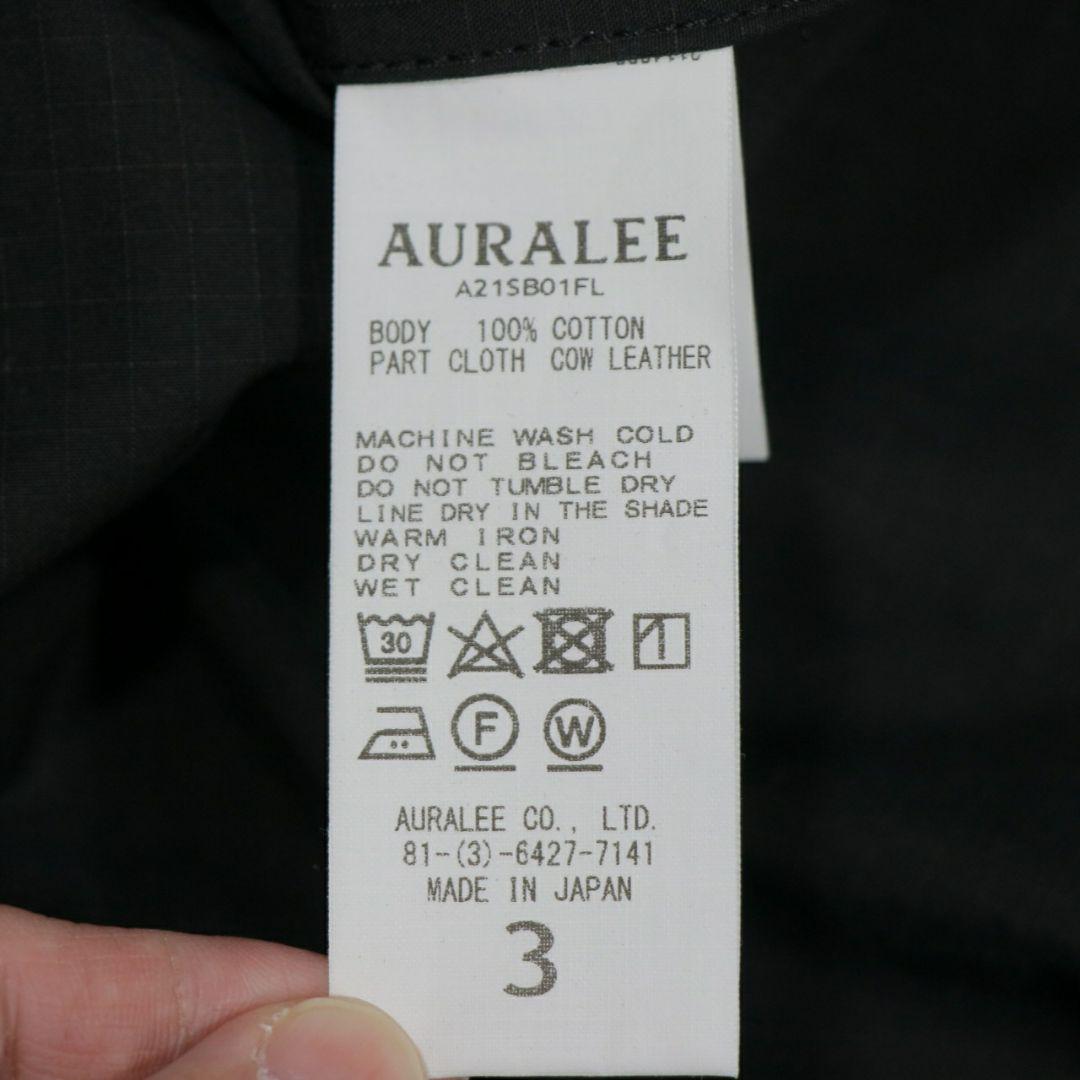 AURALEE
A21SB01FL
BODY 100% COTTON
PART CLOTH COW LEATHER
MACHINE WASH COLD
DO NOT BLEACH
DO NOT TUMBLE DRY
LINE DRY IN THE SHADE
WARM IRON
DRY CLEAN
WET CLEAN
30
F W
AURALEE CO., LTD.
81-(3)-6427-7141
MADE IN JAPAN
3